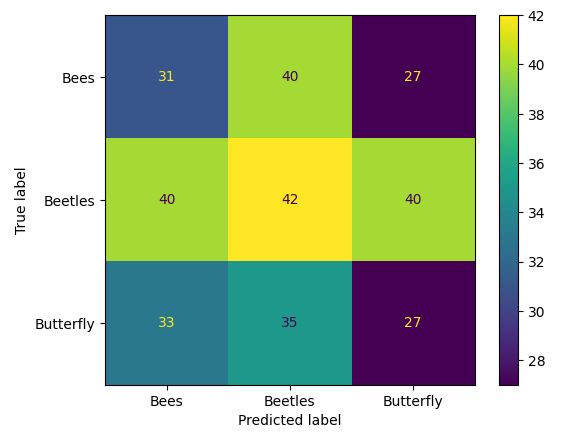 Bees 31 40 27
Beetles 40 42 40
Butterfly 33 35 27
Bees Beetles Butterfly
Predicted label
True label
42
40
38
36
34
32
30
28